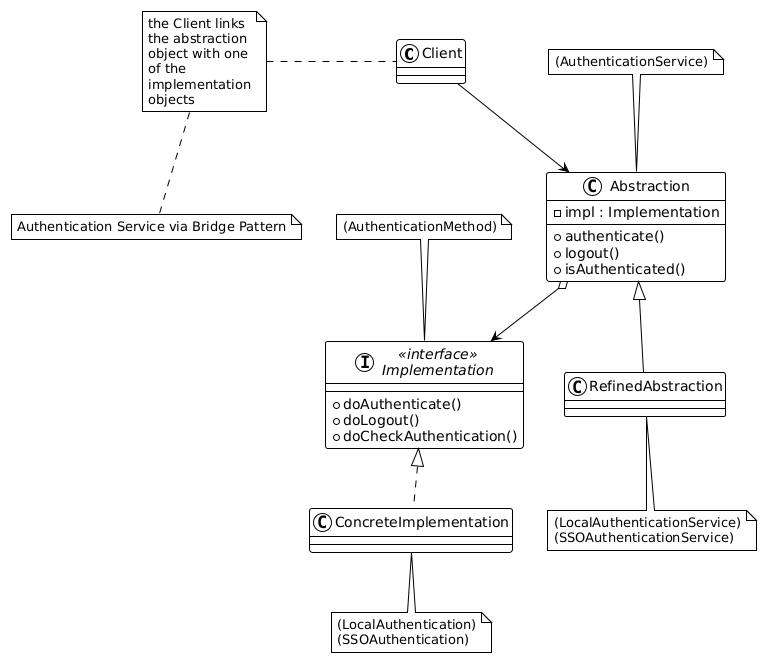 the Client links
the abstraction
object with one
of the
implementation
objects
C Client
(AuthenticationService)
C Abstraction
impl : Implementation
authenticate()
logout()
isAuthenticated()
Authentication Service via Bridge Pattern
(AuthenticationMethod)
I «interface»
Implementation
doAuthenticate()
doLogout()
doCheckAuthentication()
C RefinedAbstraction
C ConcreteImplementation
(LocalAuthenticationService)
(SSOAuthenticationService)
(LocalAuthentication)
(SSOAuthentication)